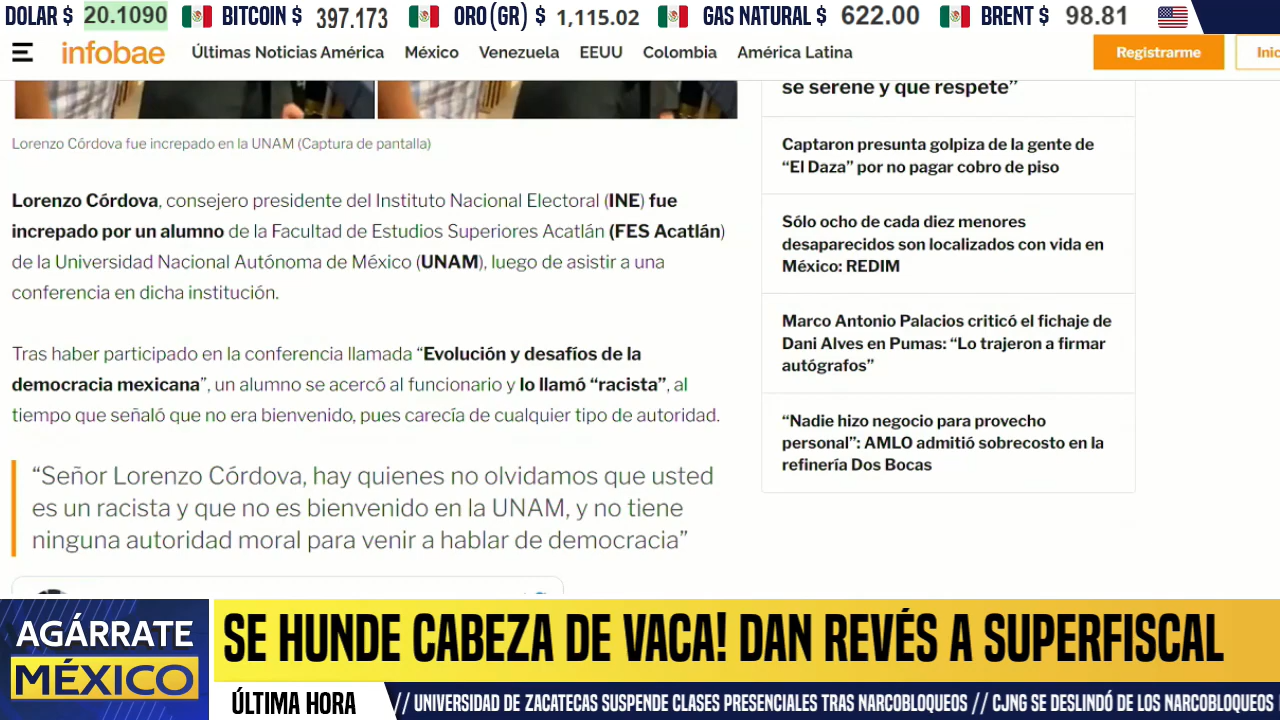 DOLAR $ 20.1090 BITCOIN $ 397.173 ORO(GR) $ 1,115.02 GAS NATURAL $ 622.00 BRENT $ 98.81
infobae Últimas Noticias América México Venezuela EEUU Colombia América Latina Registrarme
Lorenzo Córdova fue increpado en la UNAM (Captura de pantalla)
Lorenzo Córdova, consejero presidente del Instituto Nacional Electoral (INE) fue
increpado por un alumno de la Facultad de Estudios Superiores Acatlán (FES Acatlán)
de la Universidad Nacional Autónoma de México (UNAM), luego de asistir a una
conferencia en dicha institución.
Tras haber participado en la conferencia llamada “Evolución y desafíos de la
democracia mexicana”, un alumno se acercó al funcionario y lo llamó “racista”, al
tiempo que señaló que no era bienvenido, pues carecía de cualquier tipo de autoridad.
“Señor Lorenzo Córdova, hay quienes no olvidamos que usted
es un racista y que no es bienvenido en la UNAM, y no tiene
ninguna autoridad moral para venir a hablar de democracia”
se serene y que respete”
Captaron presunta golpiza de la gente de
“El Daza” por no pagar cobro de piso
Sólo ocho de cada diez menores
desaparecidos son localizados con vida en
México: REDIM
Marco Antonio Palacios criticó el fichaje de
Dani Alves en Pumas: “Lo trajeron a firmar
autógrafos”
“Nadie hizo negocio para provecho
personal”: AMLO admitió sobrecosto en la
refinería Dos Bocas
AGÁRRATE
MÉXICO
SE HUNDE CABEZA DE VACA! DAN REVÉS A SUPERFISCAL
ÚLTIMA HORA // UNIVERSIDAD DE ZACATECAS SUSPENDE CLASES PRESENCIALES TRAS NARCOBLOQUEOS // CJNG SE DESLINDÓ DE LOS NARCOBLOQUEOS